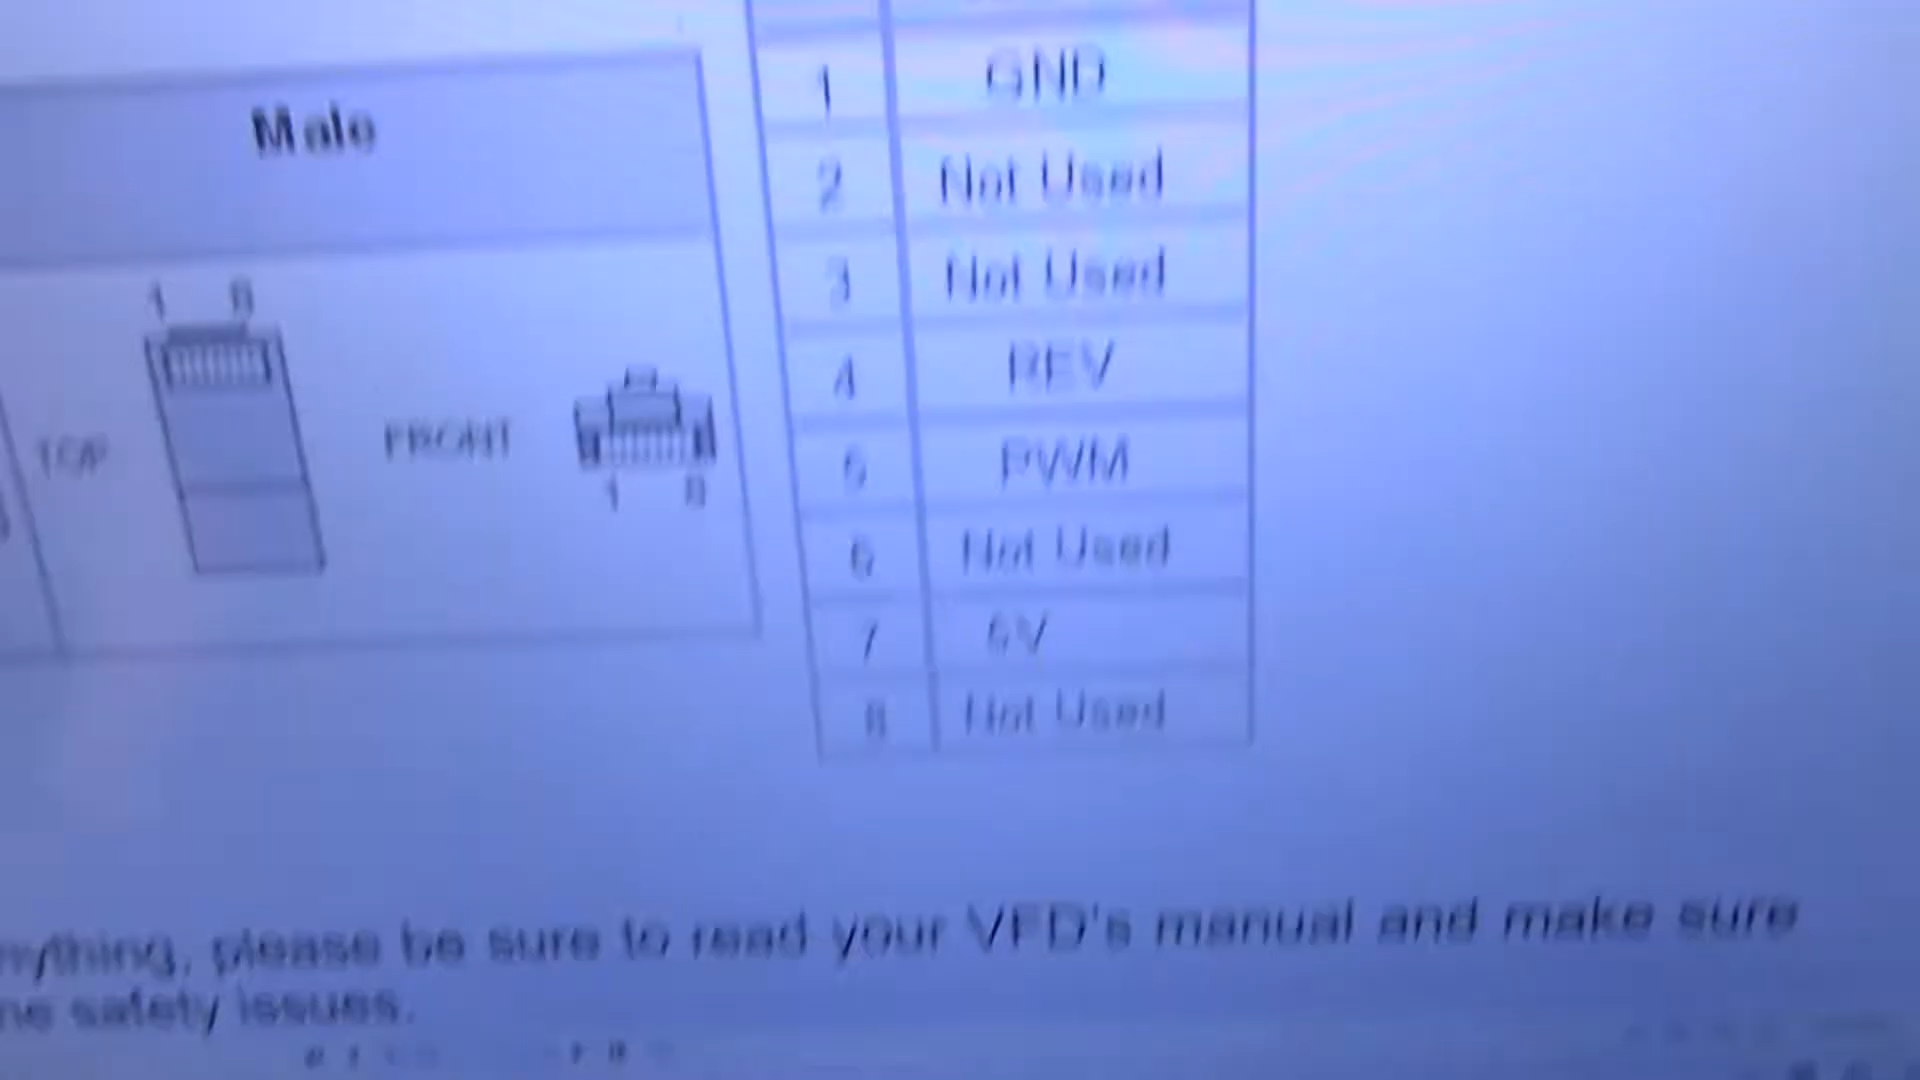 Male
1 8
TOP
FRONT
1 8
1 GND
2 Not Used
3 Not Used
4 REV
5 PWM
6 Not Used
7 5V
8 Not Used
please be sure to read your VFD's manual and make sure
safety issues.